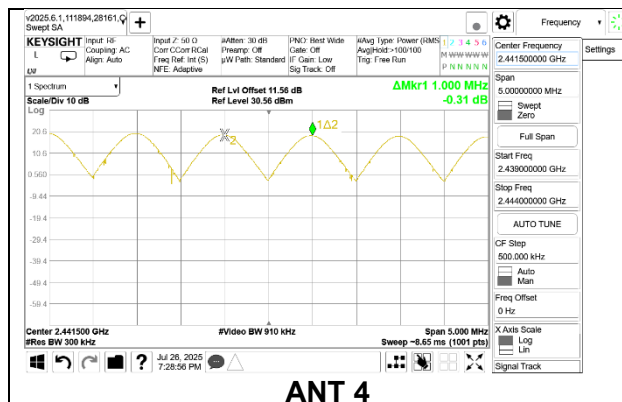 v2025.6.1,111894,28161,Q
Swept SA
Frequency
Settings
KEYSIGHT
L
Input: RF
Coupling: AC
Align: Auto
Input Z: 50 Ω
Corr CCorr RCal
Freq Ref: Int (S)
NFE: Adaptive
#Atten: 30 dB
Preamp: Off
µW Path: Standard
PNO: Best Wide
Gate: Off
IF Gain: Low
Sig Track: Off
#Avg Type: Power (RMS
Avg|Hold:>100/100
Trig: Free Run
1 2 3 4 5 6
M W W W W W
P N N N N N
1 Spectrum
Scale/Div 10 dB
Log
Ref Lvl Offset 11.56 dB
Ref Level 30.56 dBm
ΔMkr1 1.000 MHz
-0.31 dB
1Δ2
X2
20.6
10.6
0.560
-9.44
-19.4
-29.4
-39.4
-49.4
-59.4
Center 2.441500 GHz
#Res BW 300 kHz
#Video BW 910 kHz
Span 5.000 MHz
Sweep ~8.65 ms (1001 pts)
Center Frequency
2.441500000 GHz
Span
5.00000000 MHz
Swept
Zero
Full Span
Start Freq
2.439000000 GHz
Stop Freq
2.444000000 GHz
AUTO TUNE
CF Step
500.000 kHz
Auto
Man
Freq Offset
0 Hz
X Axis Scale
Log
Lin
Signal Track
Jul 26, 2025
7:28:56 PM
ANT 4